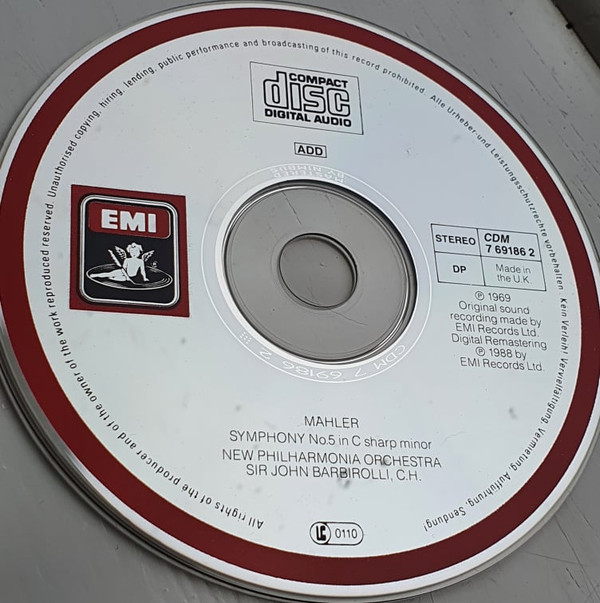 Unauthorised copying, hiring, lending, public performance and broadcasting of this record prohibited. Alle Urheber- und Leistungsschutzrechte vorbehalten. Kein Verleih! Vervielfältigung, Vermietung, Aufführung, Sendung!
COMPACT
disc
DIGITAL AUDIO
ADD
MASTERED
BY NIMBUS
EMI
STEREO
CDM
7 69186 2
DP
Made in
the U.K
℗ 1969
Original sound
recording made by
EMI Records Ltd.
Digital Remastering
℗ 1988 by
EMI Records Ltd.
CDM 7 69186 2
MAHLER
SYMPHONY No.5 in C sharp minor
NEW PHILHARMONIA ORCHESTRA
SIR JOHN BARBIROLLI, C.H.
LC 0110
All rights of the producer and of the owner of the work reproduced reserved.